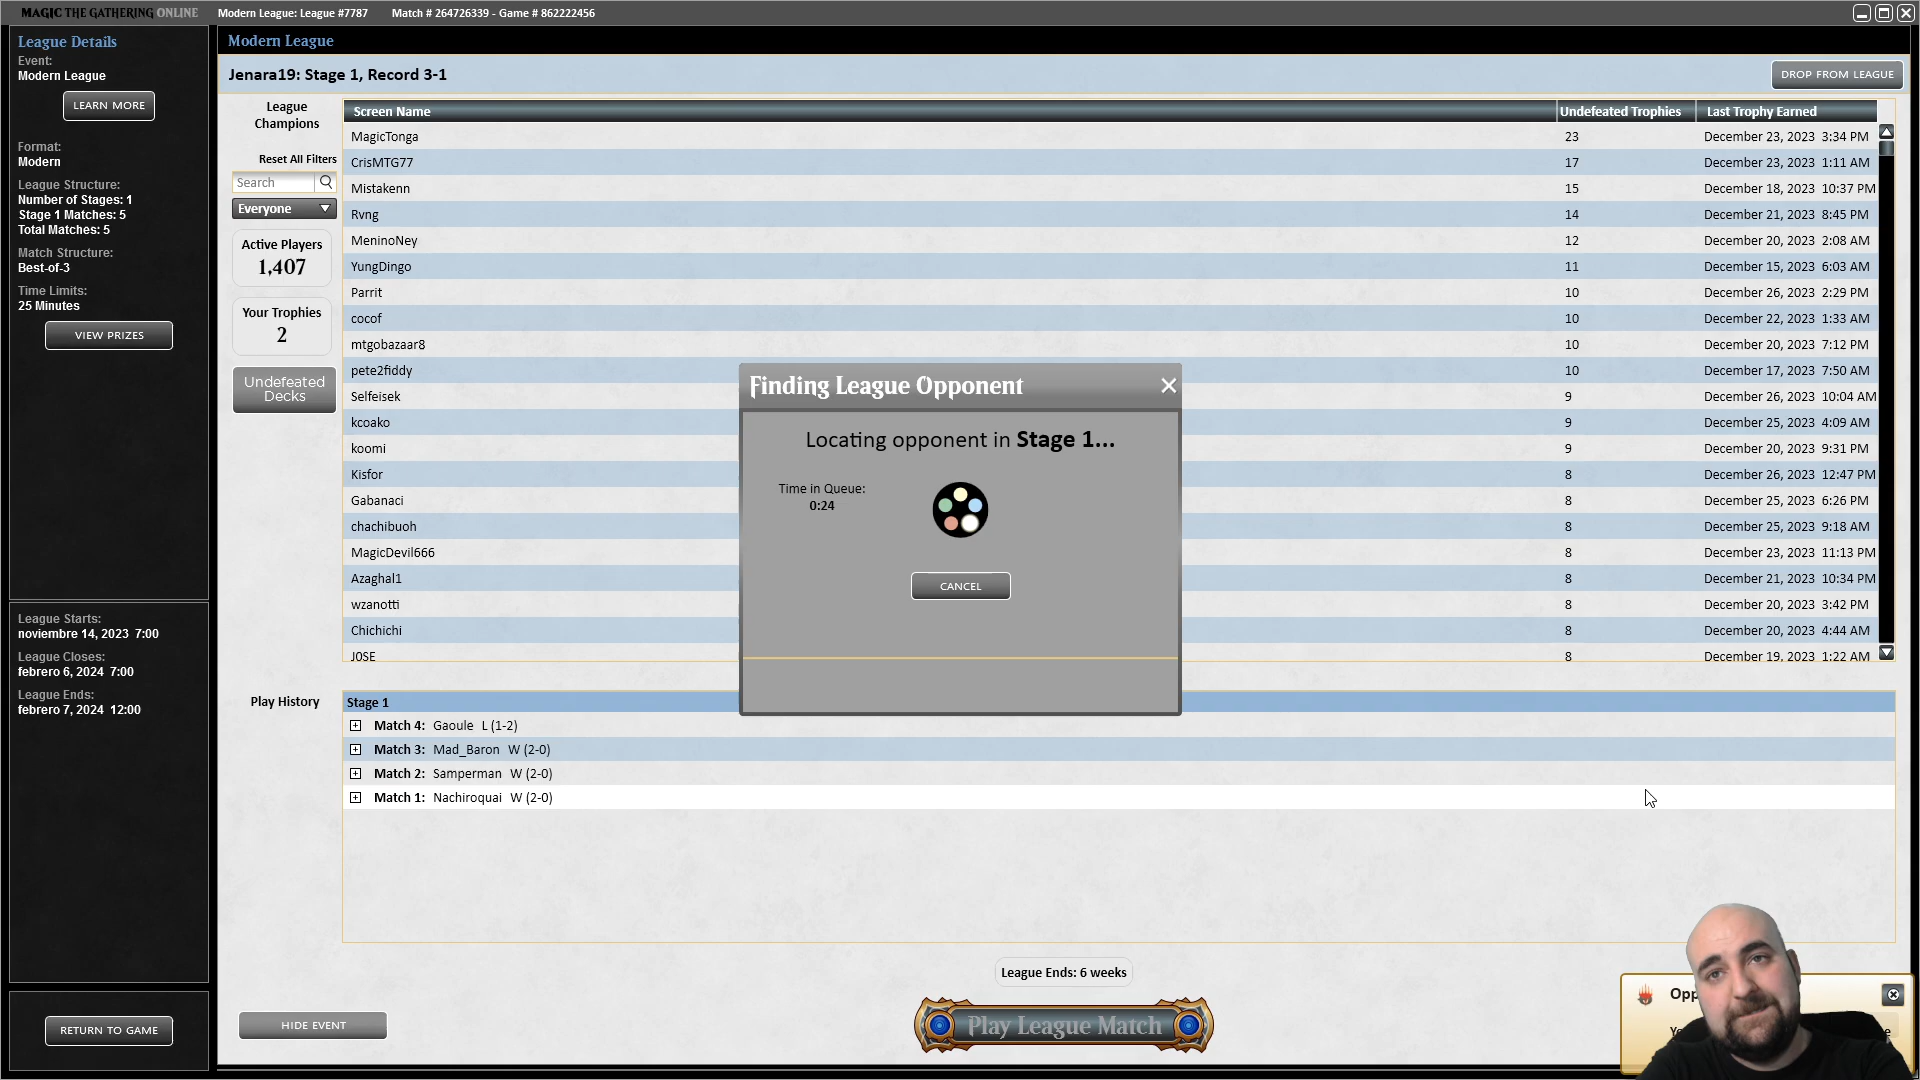 MAGIC THE GATHERING ONLINE
Modern League: League #7787
Match # 264726339 - Game # 862222456
League Details
Event:
Modern League
LEARN MORE
Format:
Modern
League Structure:
Number of Stages: 1
Stage 1 Matches: 5
Total Matches: 5
Match Structure:
Best-of-3
Time Limits:
25 Minutes
VIEW PRIZES
League Starts:
noviembre 14, 2023 7:00
League Closes:
febrero 6, 2024 7:00
League Ends:
febrero 7, 2024 12:00
RETURN TO GAME
Modern League
Jenara19: Stage 1, Record 3-1
DROP FROM LEAGUE
League
Champions
Reset All Filters
Search
Everyone
Active Players
1,407
Your Trophies
2
Undefeated
Decks
Screen Name Undefeated Trophies Last Trophy Earned
MagicTonga 23 December 23, 2023 3:34 PM
CrisMTG77 17 December 23, 2023 1:11 AM
Mistakenn 15 December 18, 2023 10:37 PM
Rvng 14 December 21, 2023 8:45 PM
MeninoNey 12 December 20, 2023 2:08 AM
YungDingo 11 December 15, 2023 6:03 AM
Parrit 10 December 26, 2023 2:29 PM
cocof 10 December 22, 2023 1:33 AM
mtgobazaar8 10 December 20, 2023 7:12 PM
pete2fiddy 10 December 17, 2023 7:50 AM
Selfeisek 9 December 26, 2023 10:04 AM
kcoako 9 December 25, 2023 4:09 AM
koomi 9 December 20, 2023 9:31 PM
Kisfor 8 December 26, 2023 12:47 PM
Gabanaci 8 December 25, 2023 6:26 PM
chachibuoh 8 December 25, 2023 9:18 AM
MagicDevil666 8 December 23, 2023 11:13 PM
Azaghal1 8 December 21, 2023 10:34 PM
wzanotti 8 December 20, 2023 3:42 PM
Chichichi 8 December 20, 2023 4:44 AM
J0SE 8 December 19, 2023 1:22 AM
Finding League Opponent
Locating opponent in Stage 1...
Time in Queue:
0:24
CANCEL
Play History
Stage 1
Match 4: Gaoule L (1-2)
Match 3: Mad_Baron W (2-0)
Match 2: Samperman W (2-0)
Match 1: Nachiroquai W (2-0)
League Ends: 6 weeks
HIDE EVENT
Play League Match